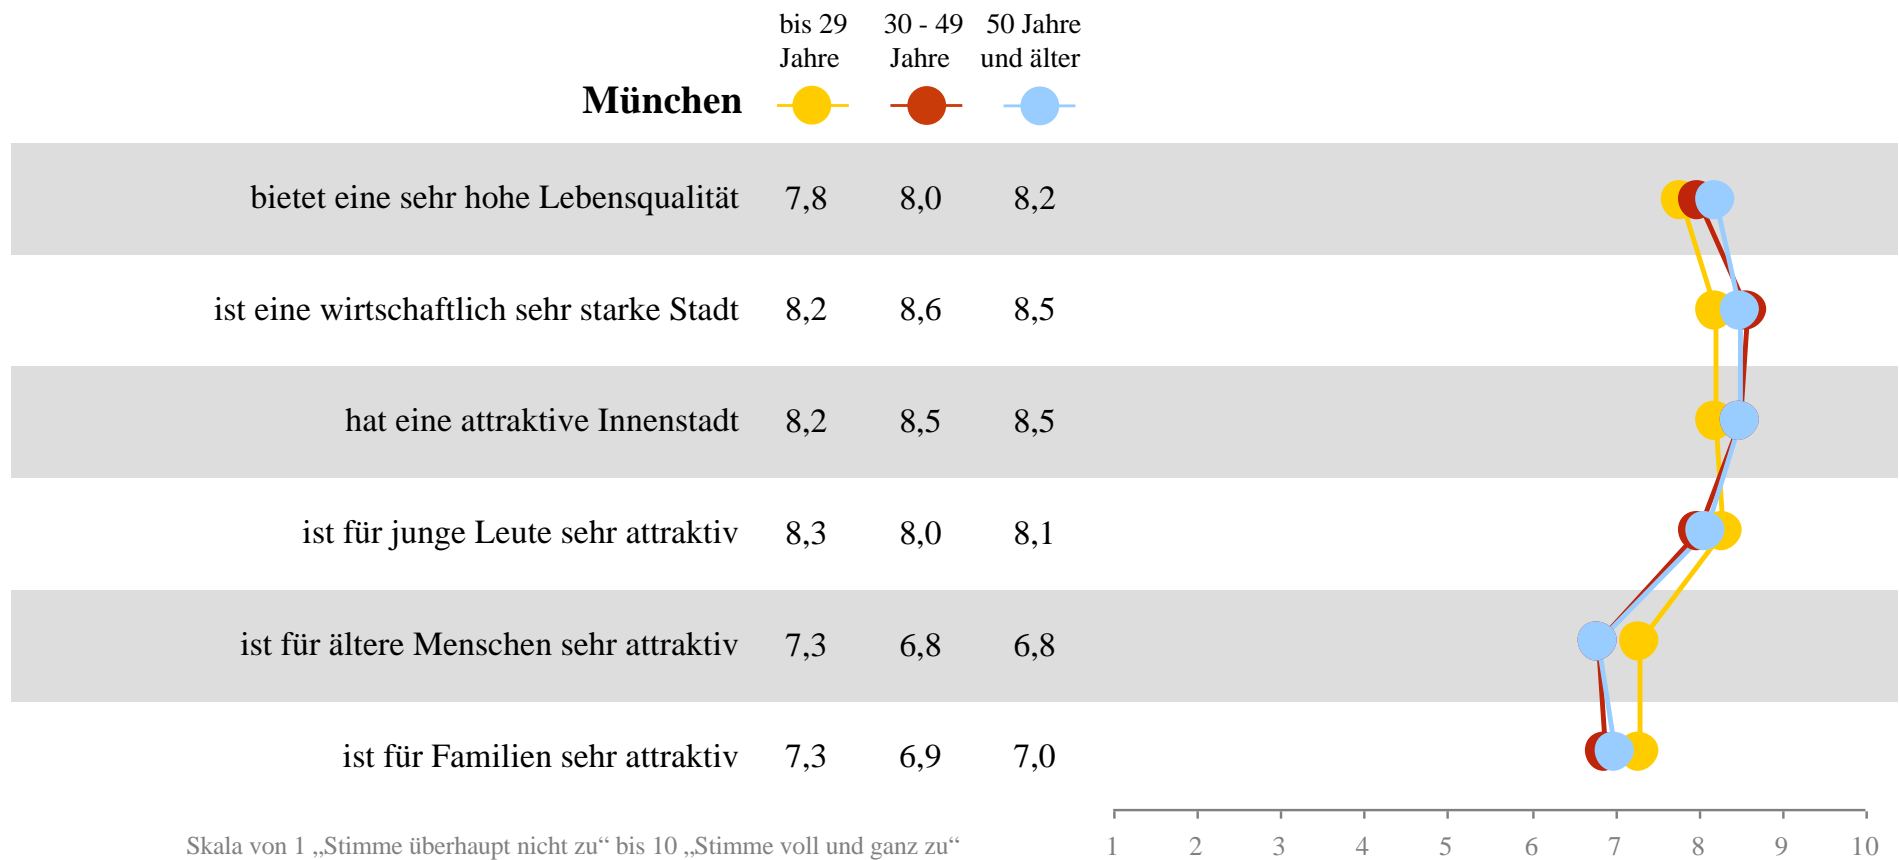 bis 29 30 - 49 50 Jahre
Jahre Jahre und älter
München
bietet eine sehr hohe Lebensqualität 7,8 8,0 8,2
ist eine wirtschaftlich sehr starke Stadt 8,2 8,6 8,5
hat eine attraktive Innenstadt 8,2 8,5 8,5
ist für junge Leute sehr attraktiv 8,3 8,0 8,1
ist für ältere Menschen sehr attraktiv 7,3 6,8 6,8
ist für Familien sehr attraktiv 7,3 6,9 7,0
Skala von 1 „Stimme überhaupt nicht zu“ bis 10 „Stimme voll und ganz zu“ 1 2 3 4 5 6 7 8 9 10